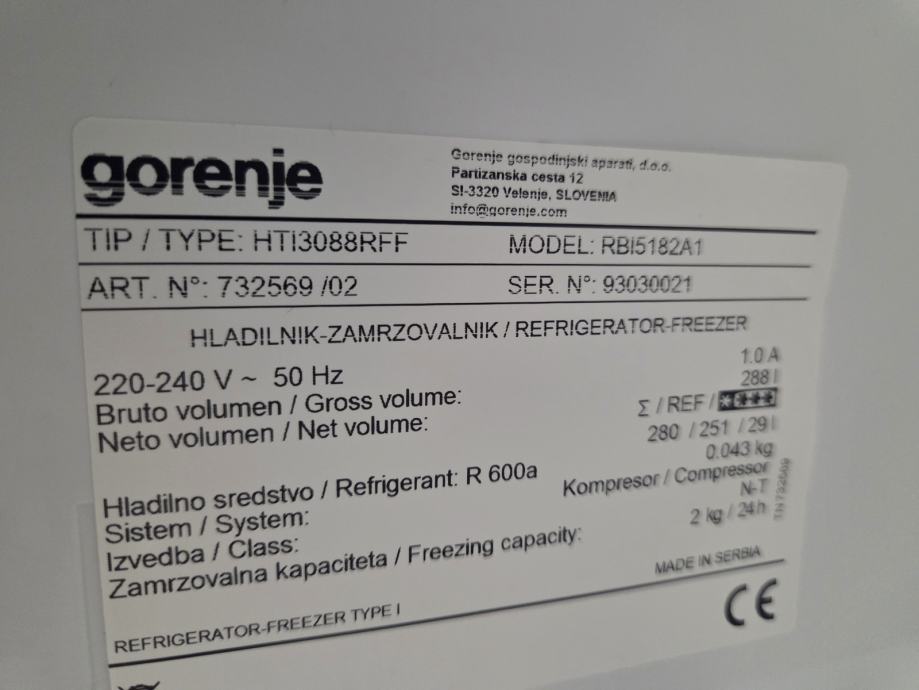 gorenje
Gorenje gospodinjski aparati, d.o.o.
Partizanska cesta 12
SI-3320 Velenje, SLOVENIA
info@gorenje.com
TIP / TYPE: HTI3088RFF MODEL: RBI5182A1
ART. N°: 732569 /02 SER. N°: 93030021
HLADILNIK-ZAMRZOVALNIK / REFRIGERATOR-FREEZER
220-240 V ~ 50 Hz 1.0 A
Bruto volumen / Gross volume: 288 l
Σ / REF / ****
Neto volumen / Net volume: 280 / 251 / 29 l
Hladilno sredstvo / Refrigerant: R 600a 0.043 kg
Sistem / System: Kompresor / Compressor
Izvedba / Class: N-T
Zamrzovalna kapaciteta / Freezing capacity: 2 kg / 24h
TN 732569
MADE IN SERBIA
REFRIGERATOR-FREEZER TYPE I
CE